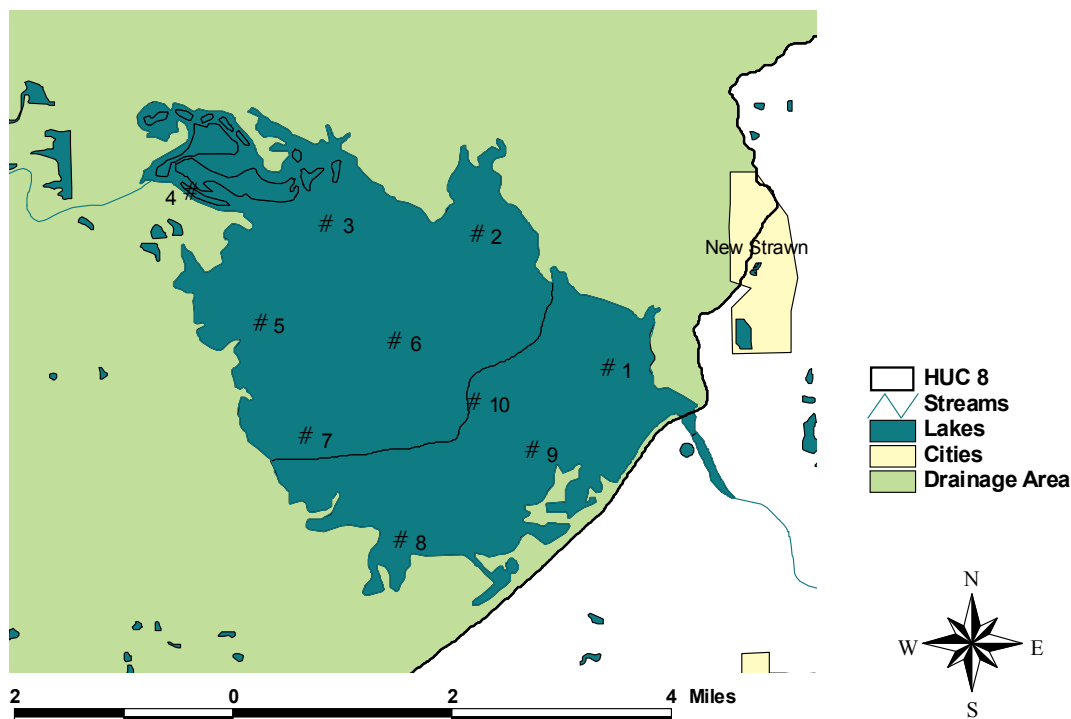 4 #
# 3
# 2
New Strawn
# 5
# 6
# 1
# 10
# 7
# 9
# 8
HUC 8
Streams
Lakes
Cities
Drainage Area
N
W E
S
2 0 2 4 Miles